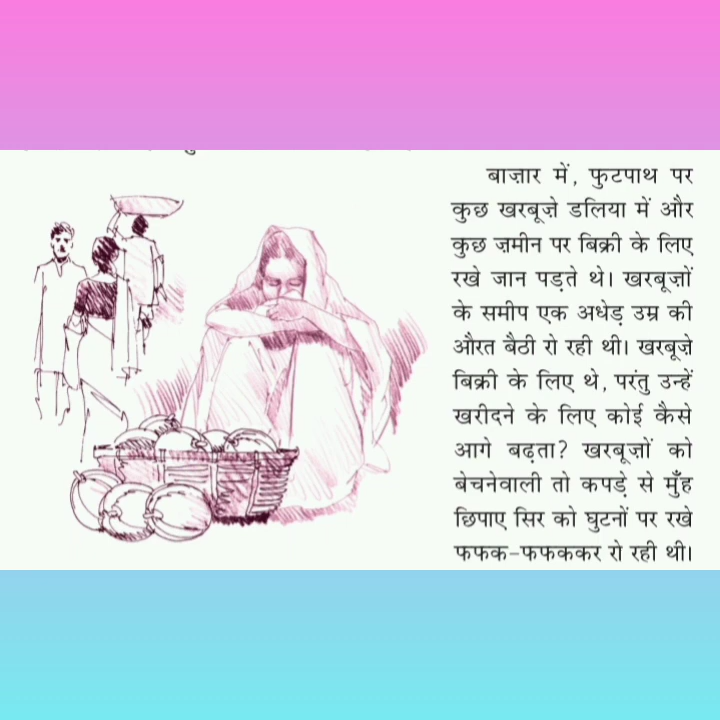 बाज़ार में, फुटपाथ पर
कुछ खरबूज़े डलिया में और
कुछ ज़मीन पर बिक्री के लिए
रखे जान पड़ते थे। खरबूज़ों
के समीप एक अधेड़ उम्र की
औरत बैठी रो रही थी। खरबूज़े
बिक्री के लिए थे, परंतु उन्हें
खरीदने के लिए कोई कैसे
आगे बढ़ता? खरबूज़ों को
बेचनेवाली तो कपड़े से मुँह
छिपाए सिर को घुटनों पर रखे
फफक-फफककर रो रही थी।